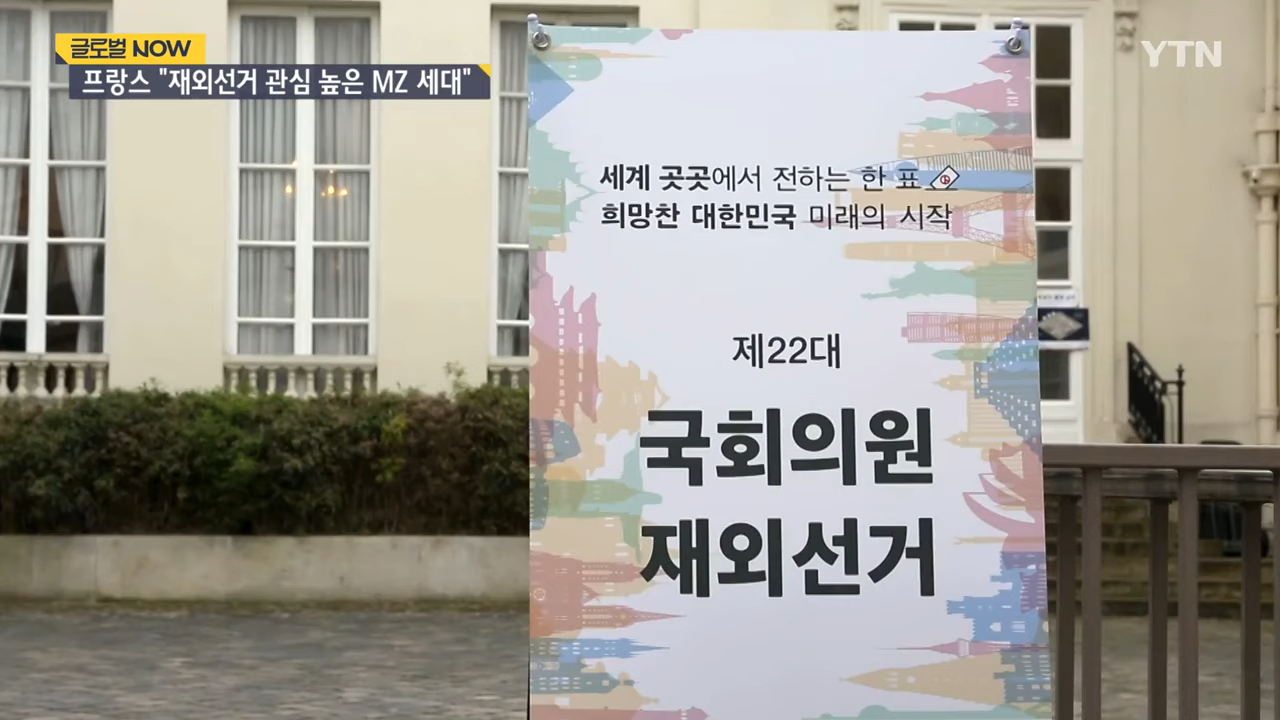 글로벌 NOW
YTN
프랑스 "재외선거 관심 높은 MZ 세대"
세계 곳곳에서 전하는 한 표
희망찬 대한민국 미래의 시작
제22대
국회의원
재외선거